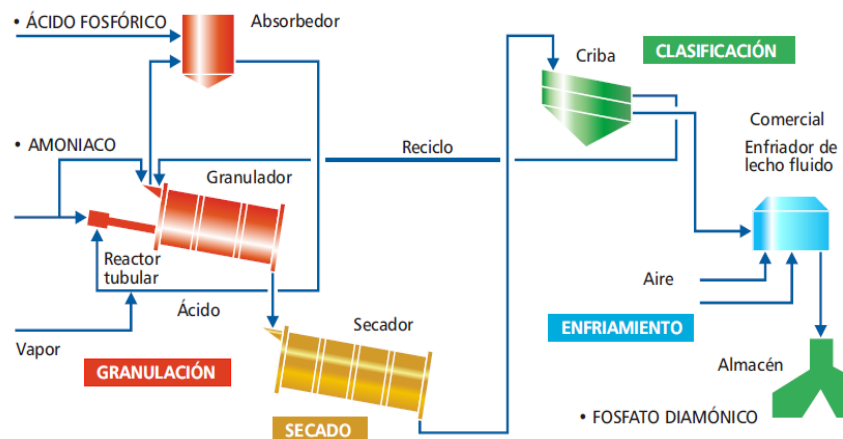 • ÁCIDO FOSFÓRICO
Absorbedor
Criba
CLASIFICACIÓN
• AMONIACO
Reciclo
Comercial
Enfriador de
lecho fluido
Granulador
Reactor
tubular
Ácido
Aire
Vapor
Secador
ENFRIAMIENTO
GRANULACIÓN
Almacén
SECADO
• FOSFATO DIAMÓNICO